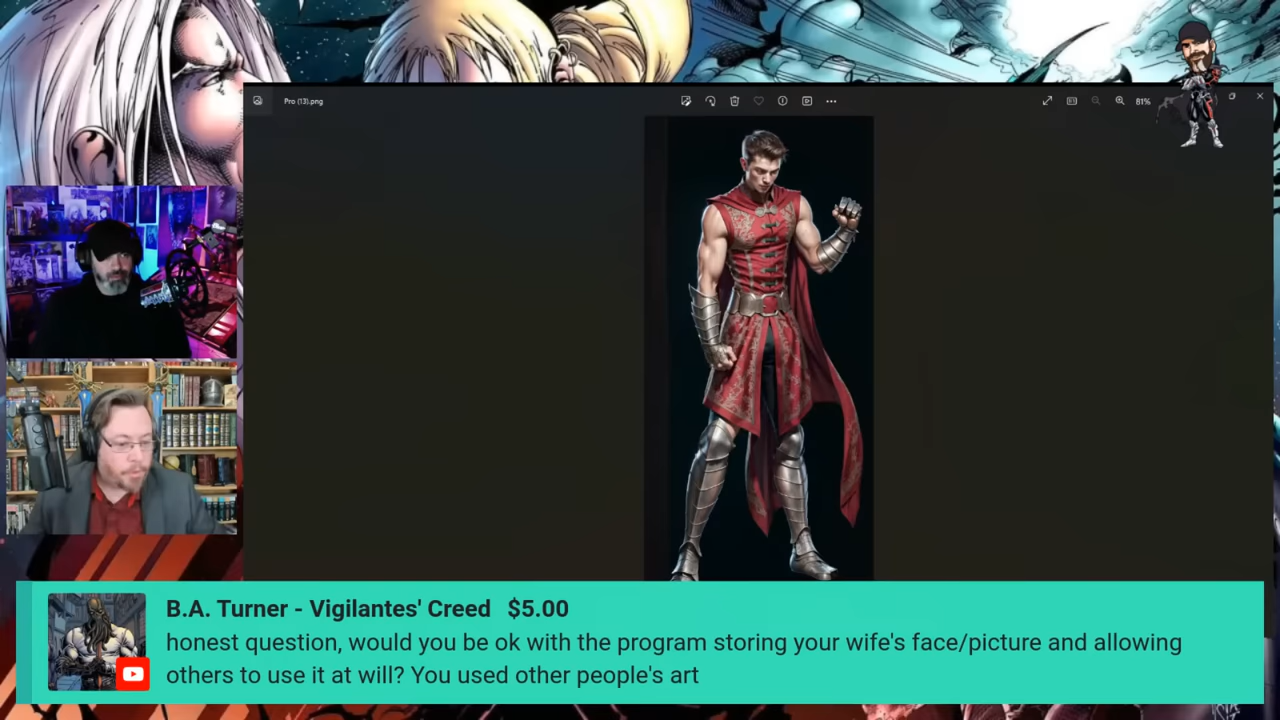 Pro (13).png
81%
B.A. Turner - Vigilantes' Creed $5.00
honest question, would you be ok with the program storing your wife's face/picture and allowing
others to use it at will? You used other people's art